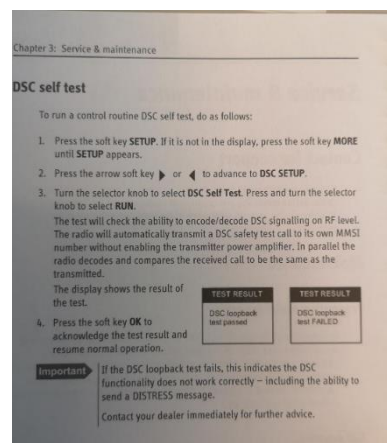 Chapter 3: Service & maintenance
DSC self test
To run a control routine DSC self test, do as follows:
1. Press the soft key SETUP. If it is not in the display, press the soft key MORE
until SETUP appears.
2. Press the arrow soft key ▶ or ◀ to advance to DSC SETUP.
3. Turn the selector knob to select DSC Self Test. Press and turn the selector
knob to select RUN.
The test will check the ability to encode/decode DSC signalling on RF level.
The radio will automatically transmit a DSC safety test call to its own MMSI
number without enabling the transmitter power amplifier. In parallel the
radio decodes and compares the received call to be the same as the
transmitted.
The display shows the result of
the test.
4. Press the soft key OK to
acknowledge the test result and
resume normal operation.
TEST RESULT
DSC loopback
test passed
TEST RESULT
DSC loopback
test FAILED
Important
If the DSC loopback test fails, this indicates the DSC
functionality does not work correctly – including the ability to
send a DISTRESS message.
Contact your dealer immediately for further advice.